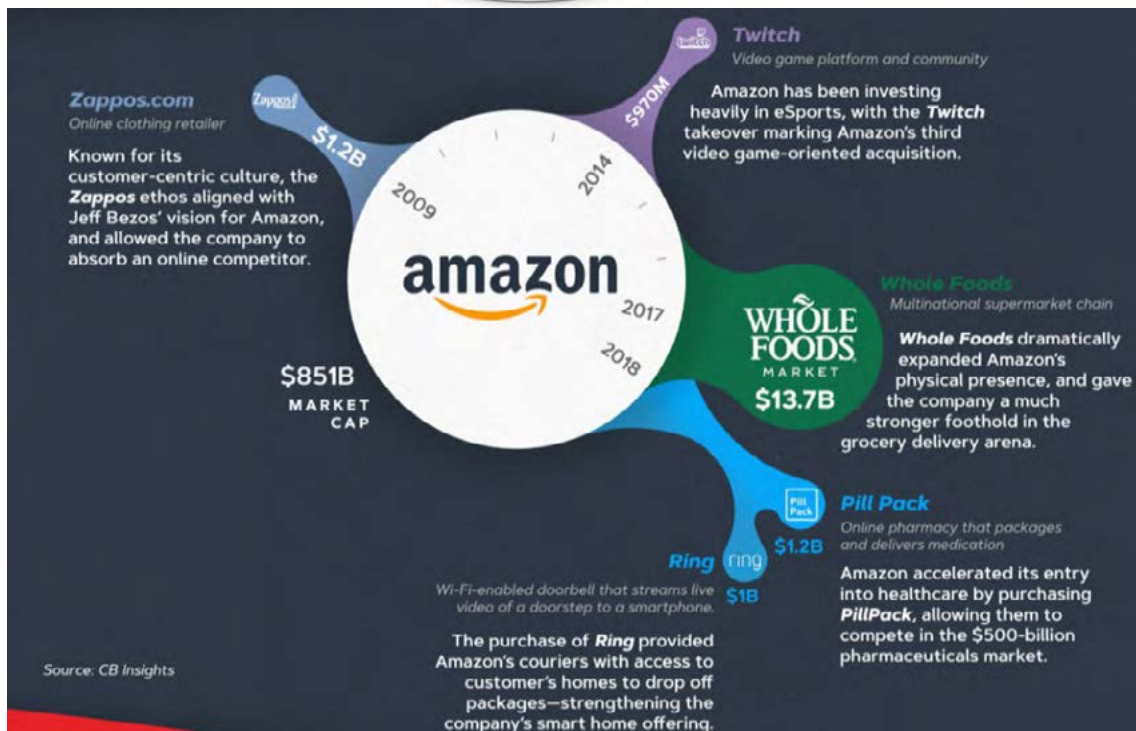 Zappos.com
Online clothing retailer
Known for its
customer-centric culture, the
Zappos ethos aligned with
Jeff Bezos' vision for Amazon,
and allowed the company to
absorb an online competitor.
Zappos
$1.2B
2009
twitch
$970M
2014
Twitch
Video game platform and community
Amazon has been investing
heavily in eSports, with the Twitch
takeover marking Amazon's third
video game-oriented acquisition.
amazon
2017
2018
$851B
MARKET
CAP
WHOLE
FOODS
MARKET
$13.7B
Whole Foods
Multinational supermarket chain
Whole Foods dramatically
expanded Amazon's
physical presence, and gave
the company a much
stronger foothold in the
grocery delivery arena.
Pill
Pack
$1.2B
Pill Pack
Online pharmacy that packages
and delivers medication
Amazon accelerated its entry
into healthcare by purchasing
PillPack, allowing them to
compete in the $500-billion
pharmaceuticals market.
Ring
ring
$1B
Wi-Fi-enabled doorbell that streams live
video of a doorstep to a smartphone.
The purchase of Ring provided
Amazon's couriers with access to
customer's homes to drop off
packages—strengthening the
company's smart home offering.
Source: CB Insights